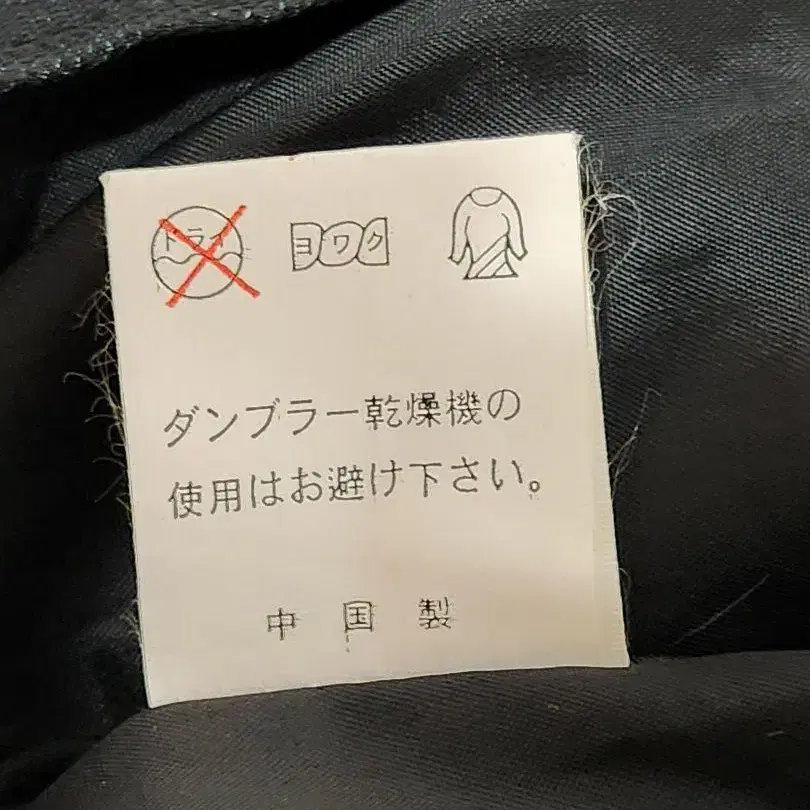 ドライ
ヨワク
ダンブラー乾燥機の
使用はお避け下さい。
中国製